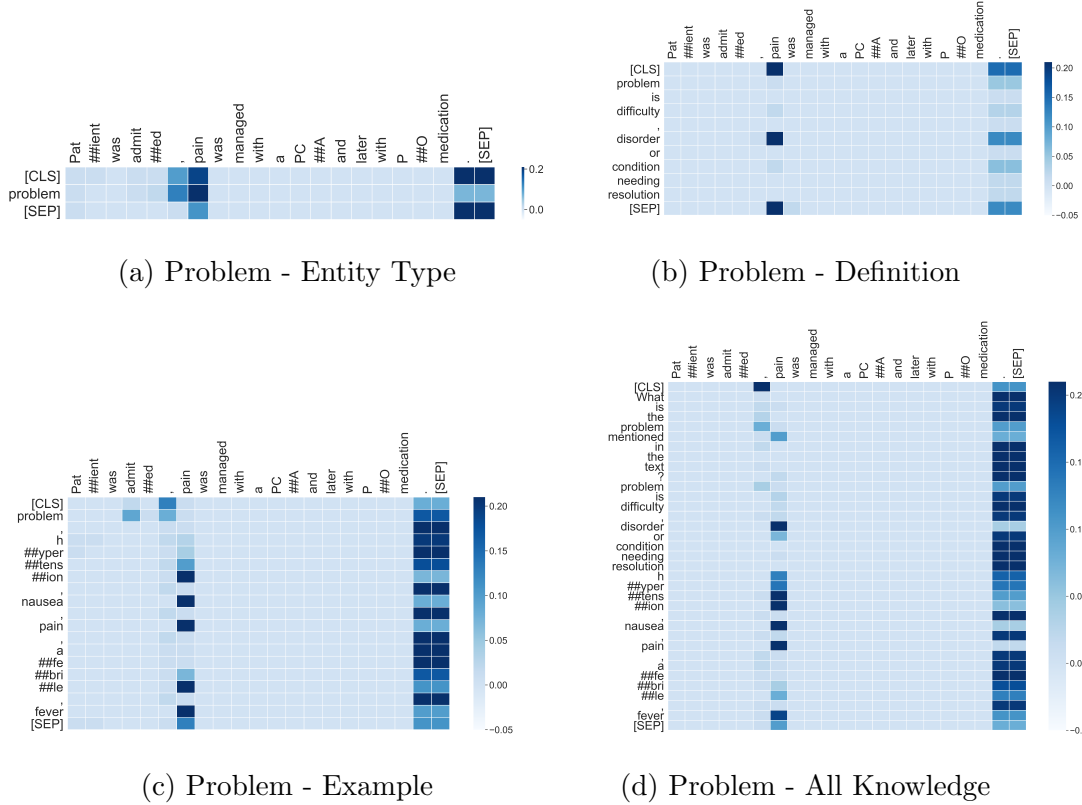 Pat ##ient was admit ##ed , pain was managed with a PC ##A and later with P ##O medication . [SEP]
[CLS]
problem
[SEP]
0.2
0.0
(a) Problem - Entity Type
Pat ##ient was admit ##ed , pain was managed with a PC ##A and later with P ##O medication . [SEP]
[CLS]
problem
is
difficulty
,
disorder
or
condition
needing
resolution
[SEP]
0.20
0.15
0.10
0.05
0.00
−0.05
(b) Problem - Definition
Pat ##ient was admit ##ed , pain was managed with a PC ##A and later with P ##O medication . [SEP]
[CLS]
problem
h
##yper
##tens
##ion
,
nausea
,
pain
,
a
##fe
##bri
##le
,
fever
[SEP]
0.20
0.15
0.10
0.05
0.00
−0.05
(c) Problem - Example
Pat ##ient was admit ##ed , pain was managed with a PC ##A and later with P ##O medication . [SEP]
[CLS]
What
is
the
problem
mentioned
in
the
text
?
problem
is
difficulty
,
disorder
or
condition
needing
resolution
h
##yper
##tens
##ion
,
nausea
,
pain
,
a
##fe
##bri
##le
,
fever
[SEP]
0.2
0.1
0.1
0.0
0.0
−0.
(d) Problem - All Knowledge